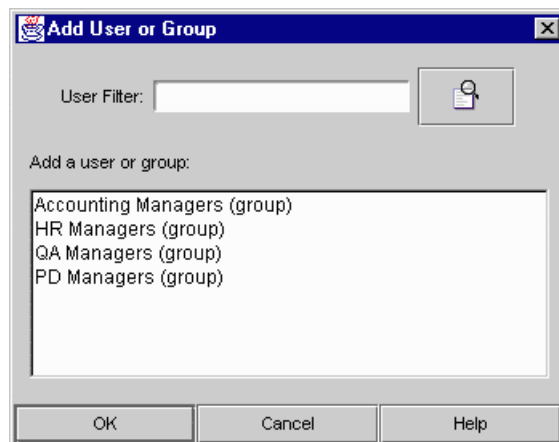 Add User or Group
User Filter:
Add a user or group:
Accounting Managers (group)
HR Managers (group)
QA Managers (group)
PD Managers (group)
OK
Cancel
Help